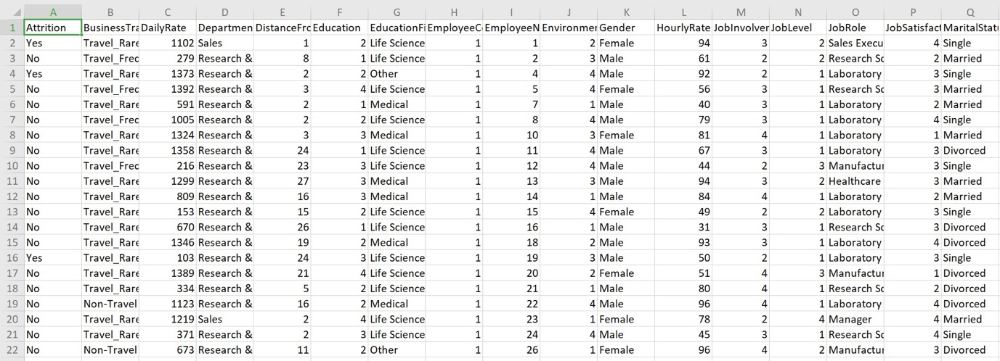 A B C D E F G H I J K L M N O P Q
1 Attrition BusinessTra DailyRate Departmen DistanceFro Education EducationFi EmployeeCo EmployeeN Environmen Gender HourlyRate JobInvolver JobLevel JobRole JobSatisfact MaritalStatu
2 Yes Travel_Rare 1102 Sales 1 2 Life Science 1 1 2 Female 94 3 2 Sales Execu 4 Single
3 No Travel_Freq 279 Research & 8 1 Life Science 1 2 3 Male 61 2 2 Research Sc 2 Married
4 Yes Travel_Rare 1373 Research & 2 2 Other 1 4 4 Male 92 2 1 Laboratory 3 Single
5 No Travel_Freq 1392 Research & 3 4 Life Science 1 5 4 Female 56 3 1 Research Sc 3 Married
6 No Travel_Rare 591 Research & 2 1 Medical 1 7 1 Male 40 3 1 Laboratory 2 Married
7 No Travel_Freq 1005 Research & 2 2 Life Science 1 8 4 Male 79 3 1 Laboratory 4 Single
8 No Travel_Rare 1324 Research & 3 3 Medical 1 10 3 Female 81 4 1 Laboratory 1 Married
9 No Travel_Rare 1358 Research & 24 1 Life Science 1 11 4 Male 67 3 1 Laboratory 3 Divorced
10 No Travel_Freq 216 Research & 23 3 Life Science 1 12 4 Male 44 2 3 Manufactur 3 Single
11 No Travel_Rare 1299 Research & 27 3 Medical 1 13 3 Male 94 3 2 Healthcare 3 Married
12 No Travel_Rare 809 Research & 16 3 Medical 1 14 1 Male 84 4 1 Laboratory 2 Married
13 No Travel_Rare 153 Research & 15 2 Life Science 1 15 4 Female 49 2 2 Laboratory 3 Single
14 No Travel_Rare 670 Research & 26 1 Life Science 1 16 1 Male 31 3 1 Research Sc 3 Divorced
15 No Travel_Rare 1346 Research & 19 2 Medical 1 18 2 Male 93 3 1 Laboratory 4 Divorced
16 Yes Travel_Rare 103 Research & 24 3 Life Science 1 19 3 Male 50 2 1 Laboratory 3 Single
17 No Travel_Rare 1389 Research & 21 4 Life Science 1 20 2 Female 51 4 3 Manufactur 1 Divorced
18 No Travel_Rare 334 Research & 5 2 Life Science 1 21 1 Male 80 4 1 Research Sc 2 Divorced
19 No Non-Travel 1123 Research & 16 2 Medical 1 22 4 Male 96 4 1 Laboratory 4 Divorced
20 No Travel_Rare 1219 Sales 2 4 Life Science 1 23 1 Female 78 2 4 Manager 4 Married
21 No Travel_Rare 371 Research & 2 3 Life Science 1 24 4 Male 45 3 1 Research Sc 4 Single
22 No Non-Travel 673 Research & 11 2 Other 1 26 1 Female 96 4 2 Manufactur 3 Divorced